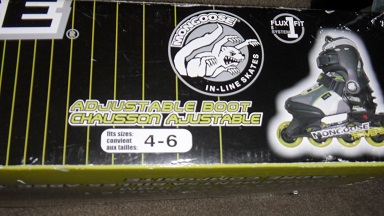 E®
MONGOOSE
IN-LINE SKATES
FLUX FIT
SYSTEM 1
ADJUSTABLE BOOT
CHAUSSON AJUSTABLE
fits sizes:
convient
aux tailles:
4-6
MONGOOSE